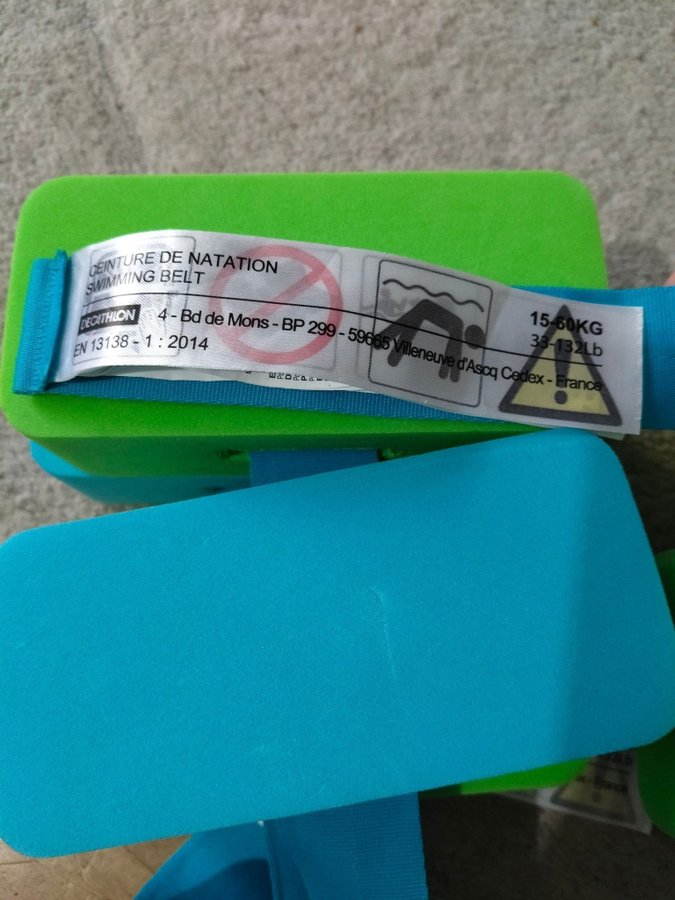 CEINTURE DE NATATION
SWIMMING BELT
15-60KG
33-132Lb
DECATHLON 4 - Bd de Mons - BP 299 - 59665 Villeneuve d'Ascq Cedex - France
EN 13138 - 1 : 2014